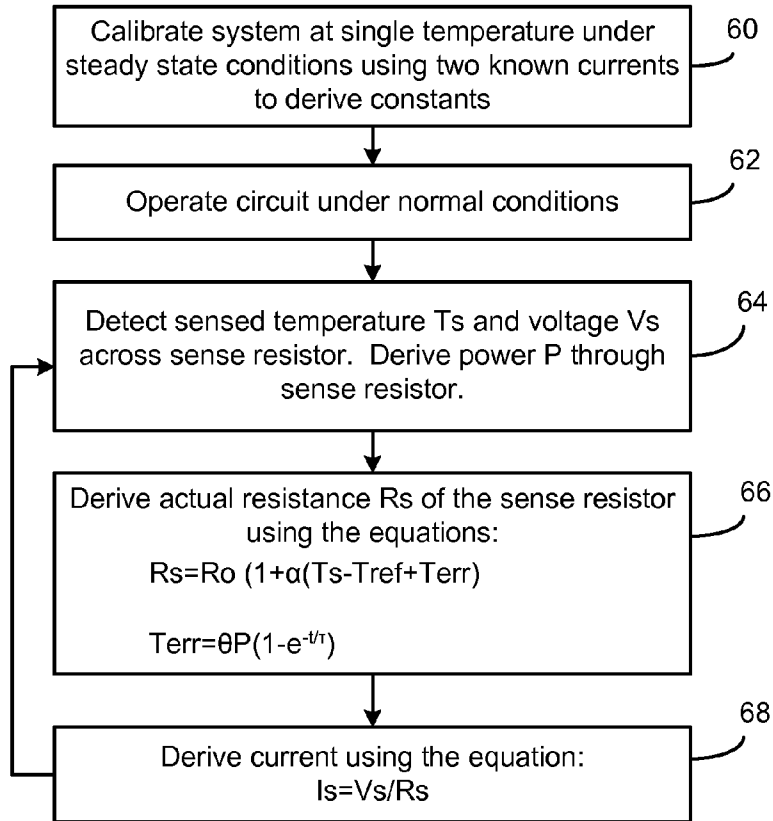 Calibrate system at single temperature under
steady state conditions using two known currents
to derive constants
60
Operate circuit under normal conditions
62
Detect sensed temperature Ts and voltage Vs
across sense resistor.  Derive power P through
sense resistor.
64
Derive actual resistance Rs of the sense resistor
using the equations:
Rs=Ro (1+α(Ts-Tref+Terr)
Terr=θP(1-e^-t/τ)
66
Derive current using the equation:
Is=Vs/Rs
68